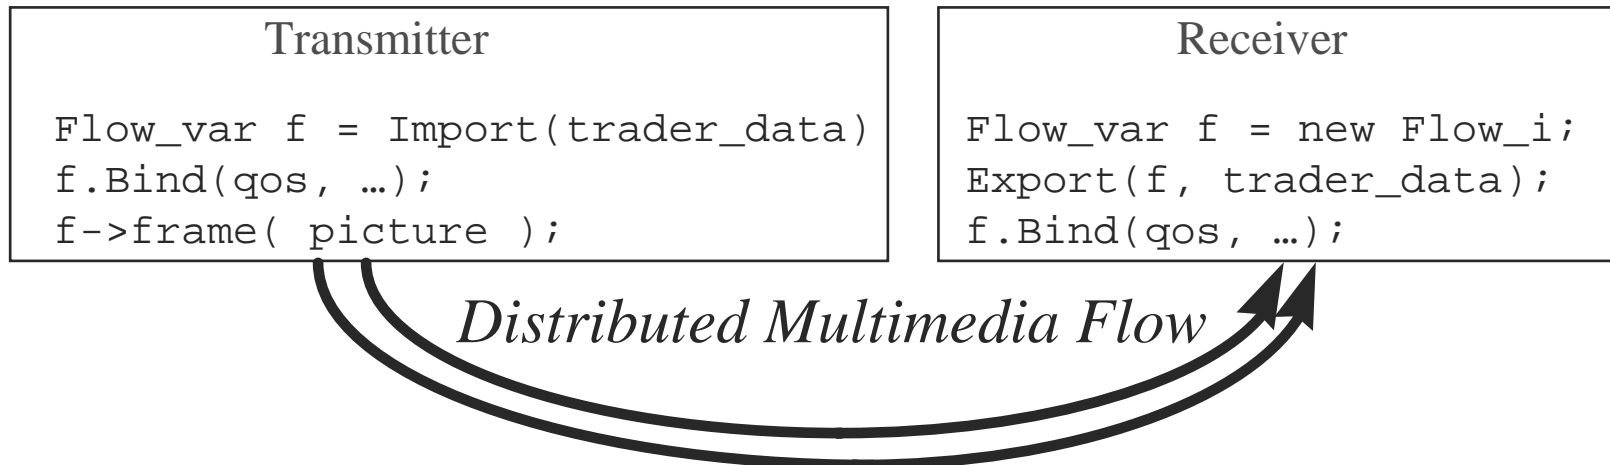 Transmitter
Flow_var f = Import(trader_data)
f.Bind(qos, …);
f->frame( picture );
Receiver
Flow_var f = new Flow_i;
Export(f, trader_data);
f.Bind(qos, …);
Distributed Multimedia Flow